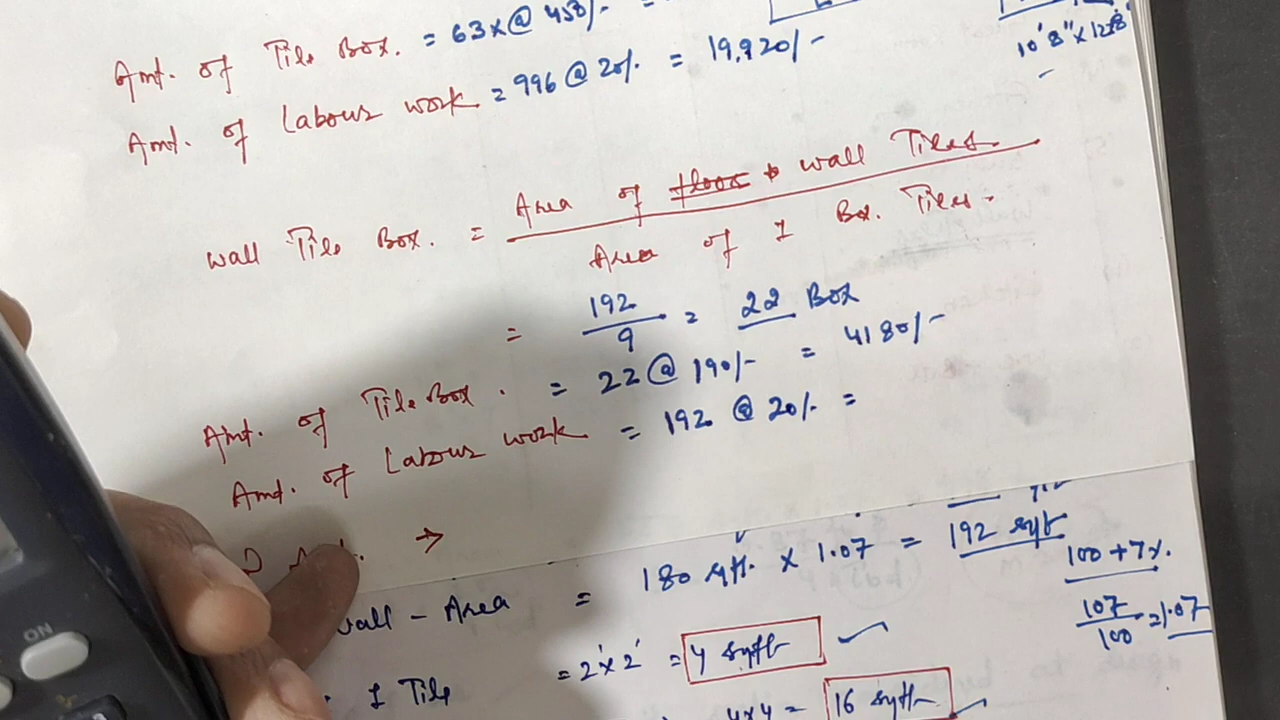 Amt. of Tile Box. = 63x@ 450/- =
10'8" x 12'8"
Amt. of Labour work = 996 @ 20/. = 19,920/-
Wall Tile Box. = Area of floor wall Tiles
Area of 1 Box. Tiles.
= 192 / 9 = 22 Box
Amt. of Tile Box. = 22 @ 190/- = 4180/-
Amt. of Labour work = 192 @ 20/. =
→
180 sqft. x 1.07 = 192 sqft
100 + 7%.
wall - Area =
107 / 100 = 1.07
1 Tile = 2' x 2' = 4 sqft
4x4 = 16 sqft
ON